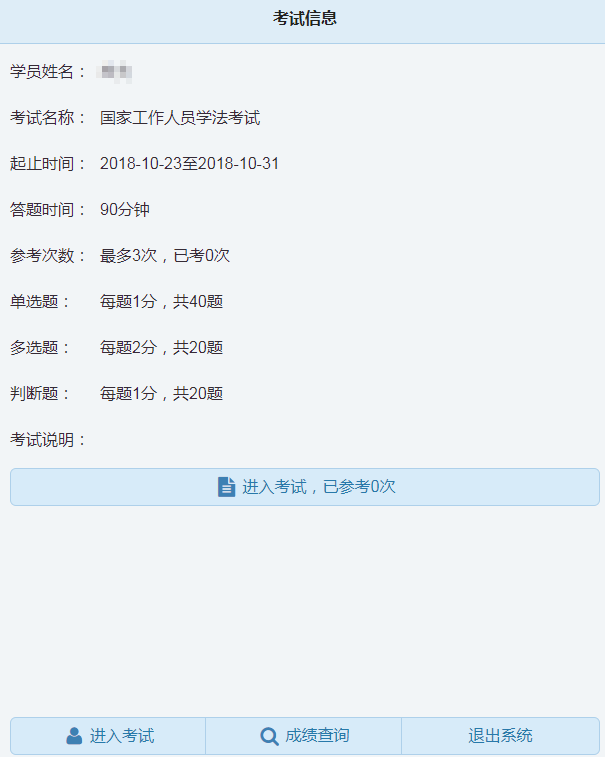 考试信息
学员姓名：
考试名称： 国家工作人员学法考试
起止时间： 2018-10-23至2018-10-31
答题时间： 90分钟
参考次数： 最多3次，已考0次
单选题： 每题1分，共40题
多选题： 每题2分，共20题
判断题： 每题1分，共20题
考试说明：
进入考试，已参考0次
进入考试 成绩查询 退出系统